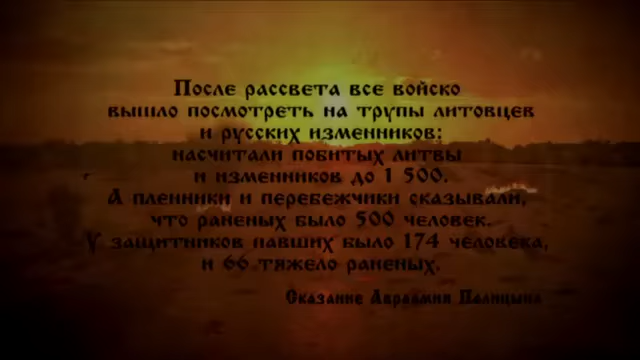 После рассвета все войско
вышло посмотреть на трупы литовцев
и русских изменников:
насчитали побитых литвы
и изменников до 1 500.
А пленники и перебежчики сказывали,
что раненых было 500 человек.
У защитников павших было 174 человека,
и 66 тяжело раненых.
Сказание Авраамия Палицына